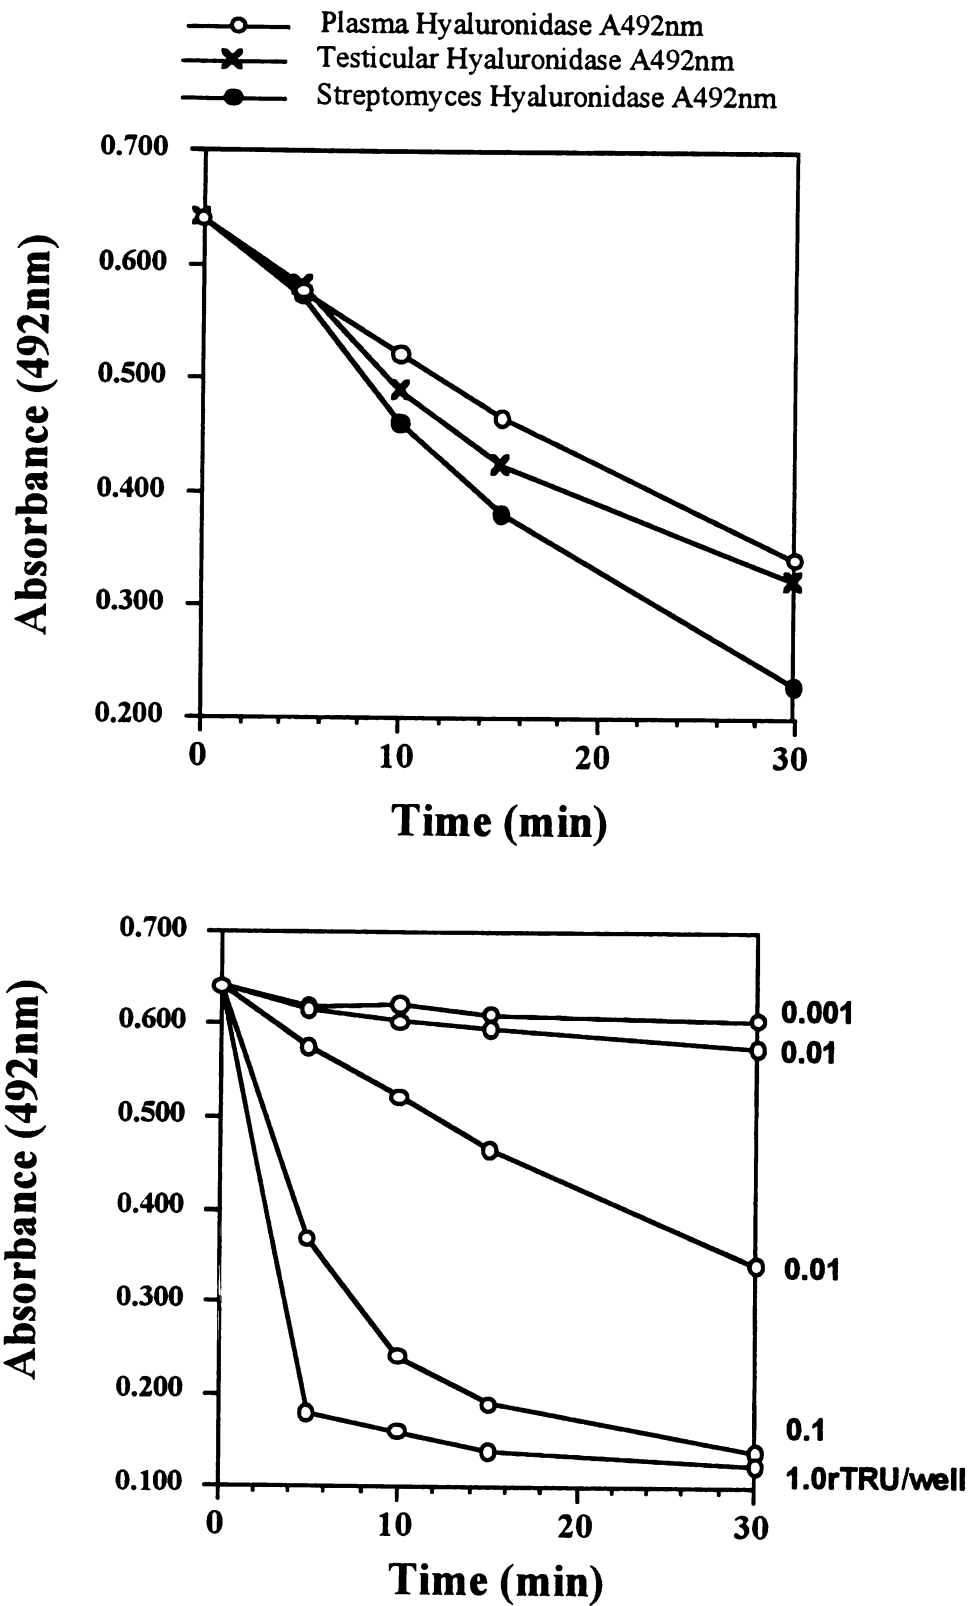 Plasma Hyaluronidase A492nm
Testicular Hyaluronidase A492nm
Streptomyces Hyaluronidase A492nm
0.700
0.600
0.500
0.400
0.300
0.200
Absorbance (492nm)
0 10 20 30
Time (min)
0.700
0.600
0.500
0.400
0.300
0.200
0.100
Absorbance (492nm)
0.001
0.01
0.01
0.1
1.0rTRU/well
0 10 20 30
Time (min)